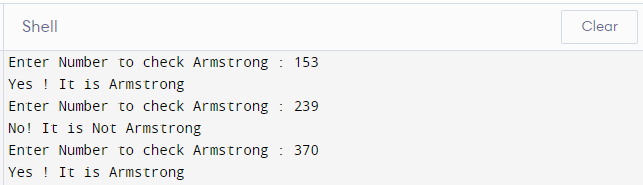 Shell
Clear
Enter Number to check Armstrong : 153
Yes ! It is Armstrong
Enter Number to check Armstrong : 239
No! It is Not Armstrong
Enter Number to check Armstrong : 370
Yes ! It is Armstrong